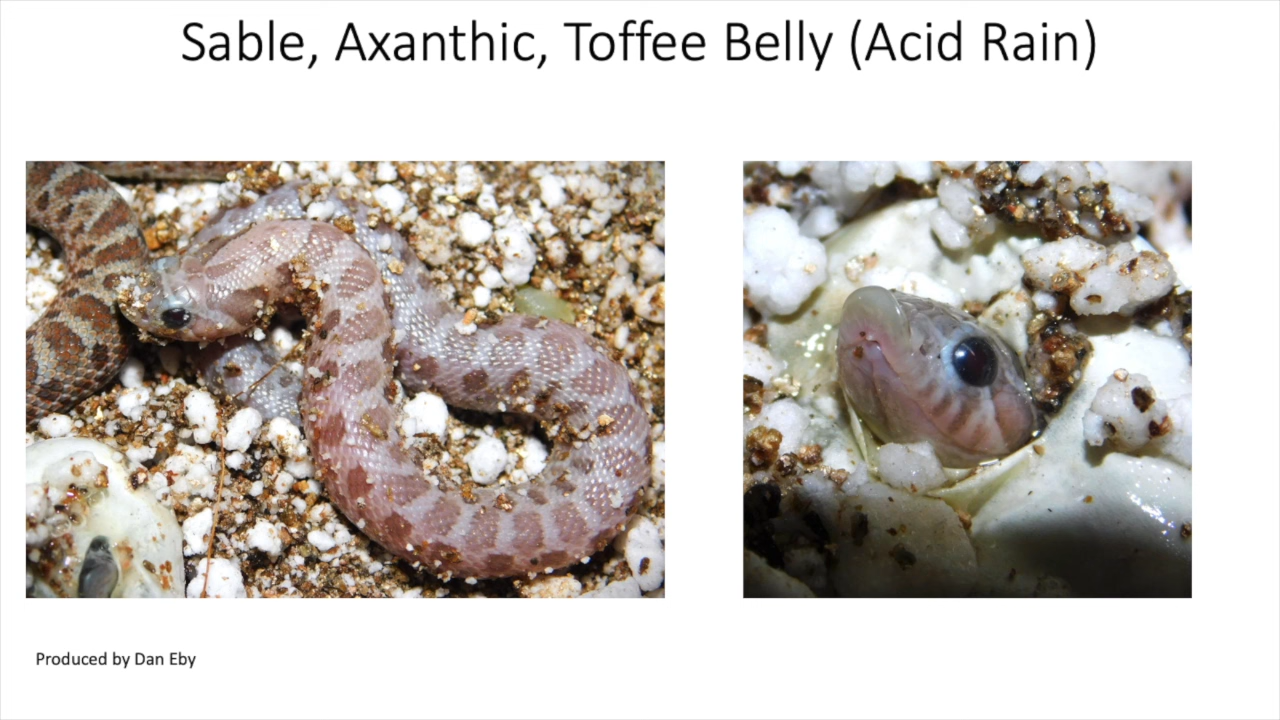 Sable, Axanthic, Toffee Belly (Acid Rain)
Produced by Dan Eby